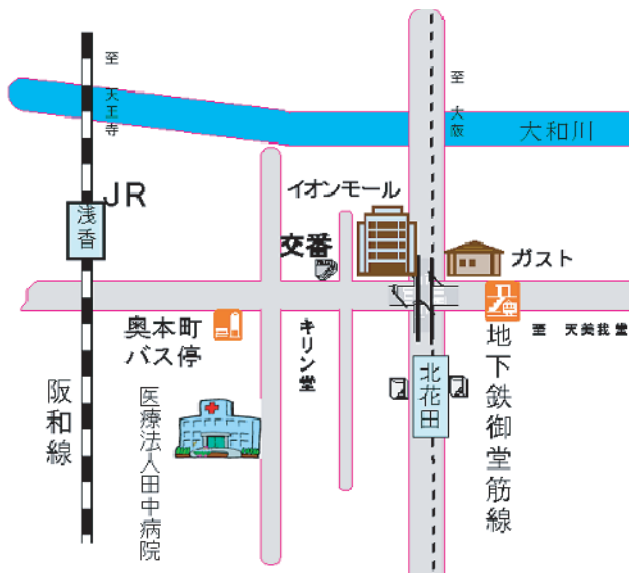 至 天王寺
至 大阪
大和川
JR
浅香
イオンモール
交番
ガスト
奥本町
バス停
キリン堂
至 天美我堂
北花田
地下鉄御堂筋線
阪和線
医療法人田中病院